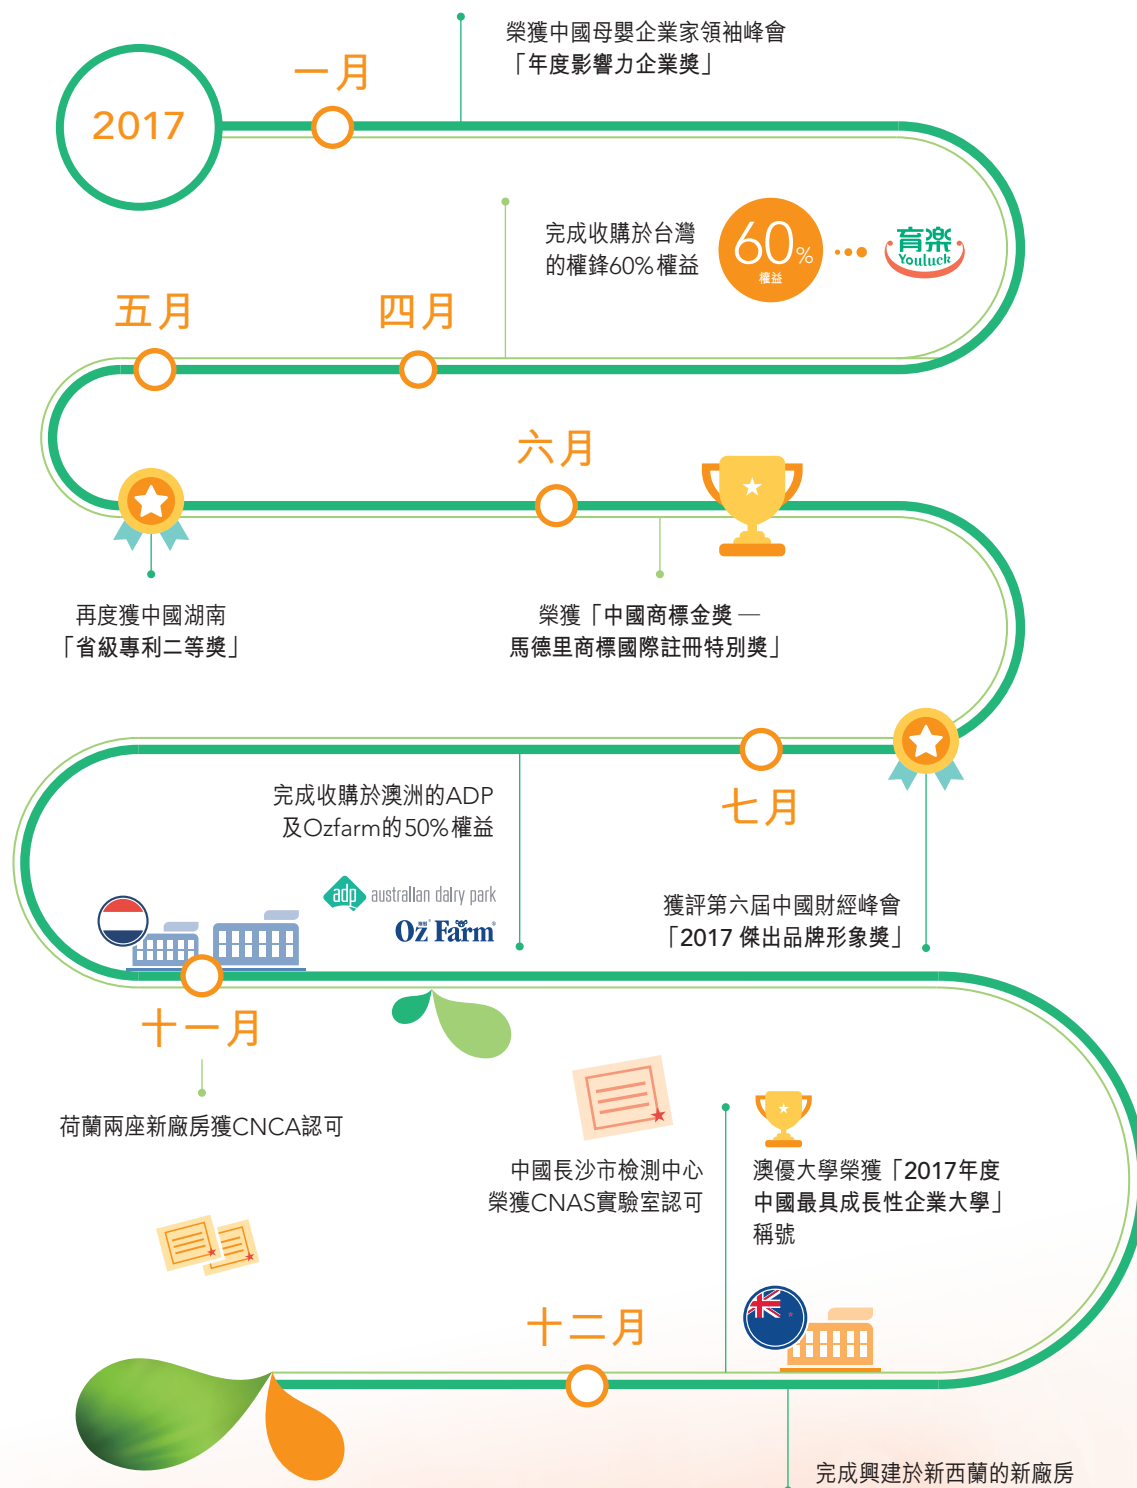 2017
一月
榮獲中國母嬰企業家領袖峰會
「年度影響力企業獎」
完成收購於台灣
的權鋒60%權益
60%
權益
育樂
Youluck
四月
五月
再度獲中國湖南
「省級專利二等獎」
六月
榮獲「中國商標金獎 —
馬德里商標國際註冊特別獎」
七月
獲評第六屆中國財經峰會
「2017 傑出品牌形象獎」
完成收購於澳洲的ADP
及Ozfarm的50%權益
adp australian dairy park
Oz Farm
十一月
荷蘭兩座新廠房獲CNCA認可
中國長沙市檢測中心
榮獲CNAS實驗室認可
澳優大學榮獲「2017年度
中國最具成長性企業大學」
稱號
十二月
完成興建於新西蘭的新廠房